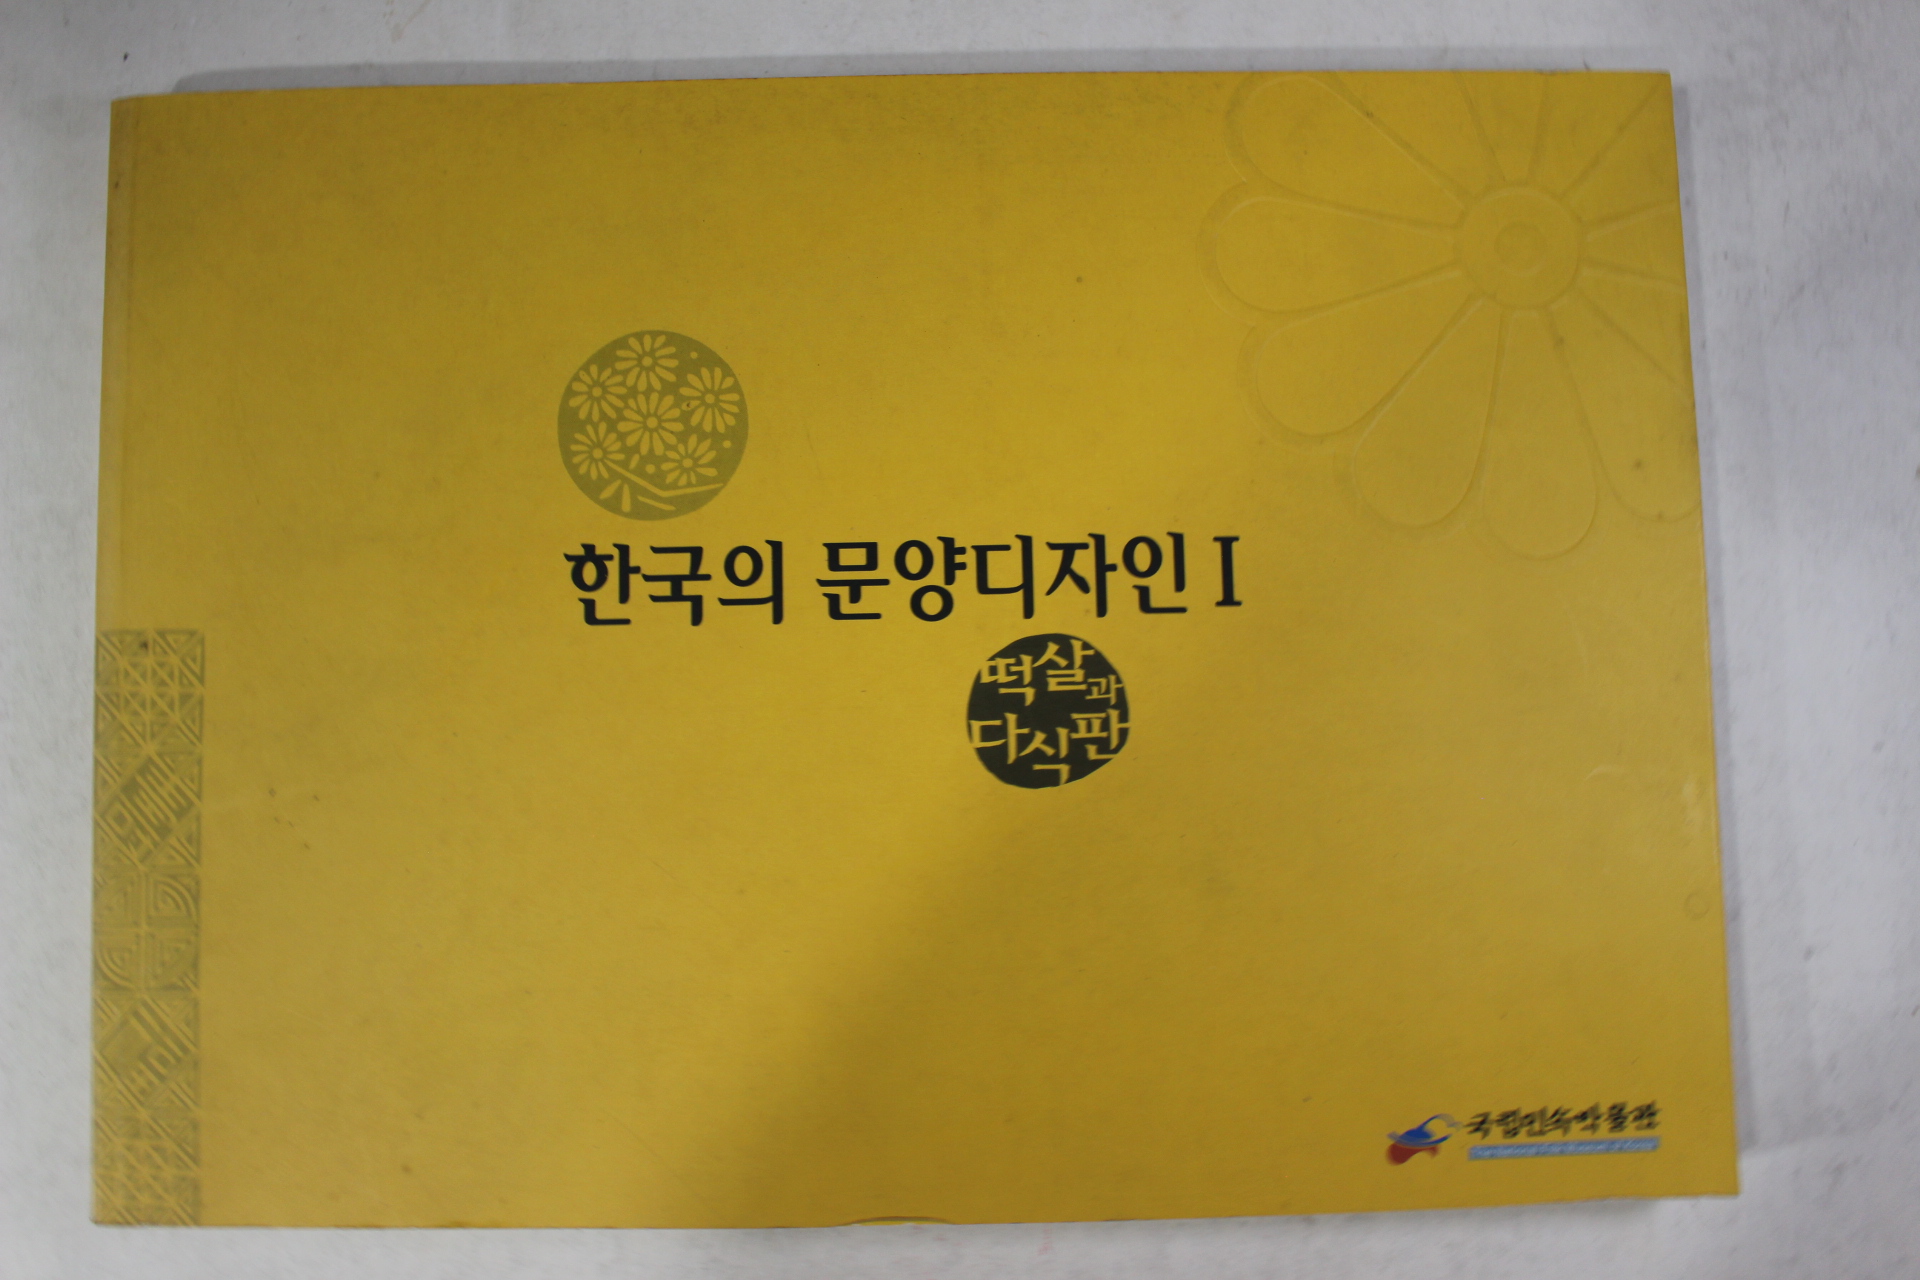 한국의 문양디자인 I
떡살과
다식판
국립민속박물관